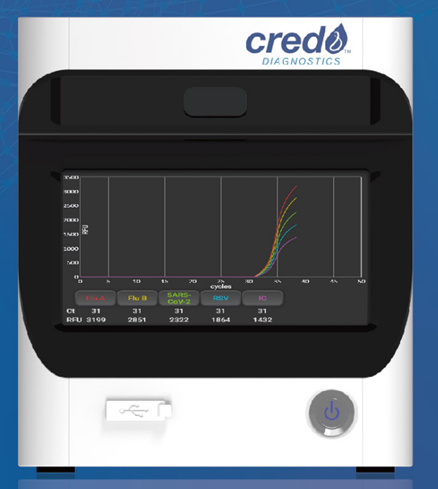 credo™
DIAGNOSTICS
3500
3000
2500
2000
1500
1000
500
0
RFU
0 5 10 15 20 25 30 35 40 45 50
cycles
Flu A Flu B SARS-CoV-2 RSV IC
Ct 31 31 31 31 31
RFU 3199 2851 2322 1864 1432